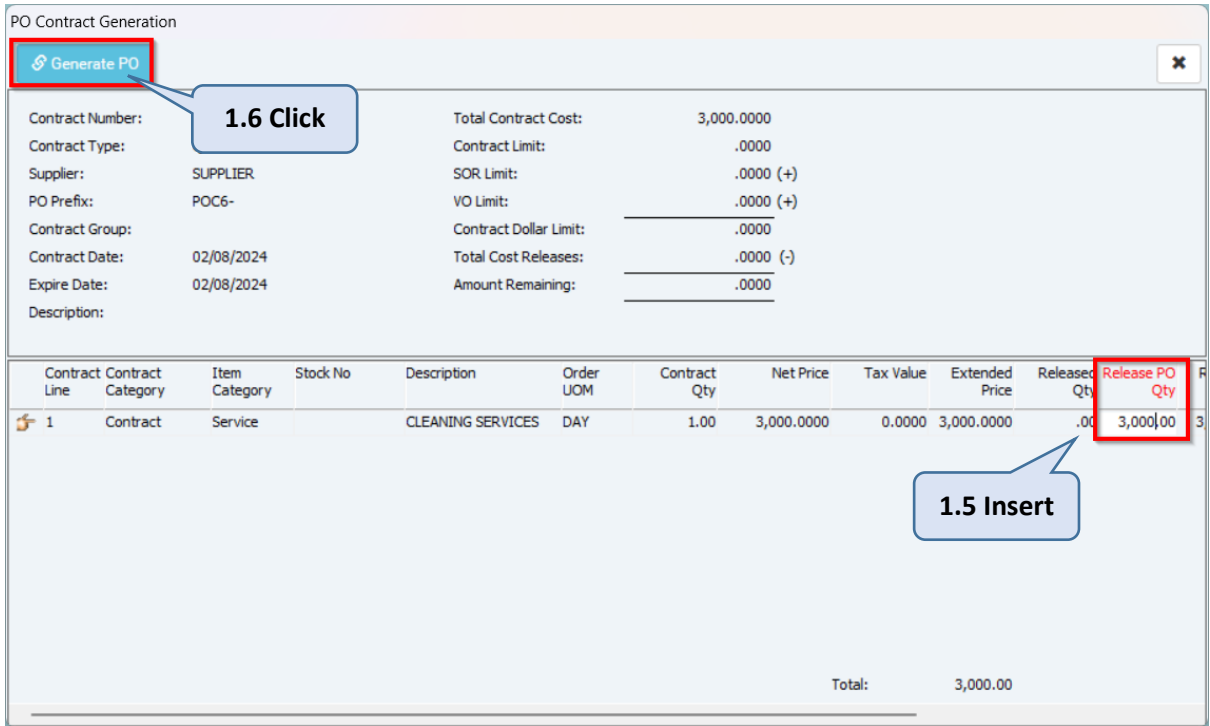 PO Contract Generation
Generate PO
1.6 Click
Contract Number:
Total Contract Cost: 3,000.0000
Contract Type:
Contract Limit: .0000
Supplier: SUPPLIER
SOR Limit: .0000 (+)
PO Prefix: POC6-
VO Limit: .0000 (+)
Contract Group:
Contract Dollar Limit: .0000
Contract Date: 02/08/2024
Total Cost Releases: .0000 (-)
Expire Date: 02/08/2024
Amount Remaining: .0000
Description:
Contract Contract Item Stock No Description Order Contract Net Price Tax Value Extended Released Release PO R
Line Category Category UOM Qty Price Qty Qty
1 Contract Service CLEANING SERVICES DAY 1.00 3,000.0000 0.0000 3,000.0000 .00 3,000.00 3,
1.5 Insert
Total: 3,000.00